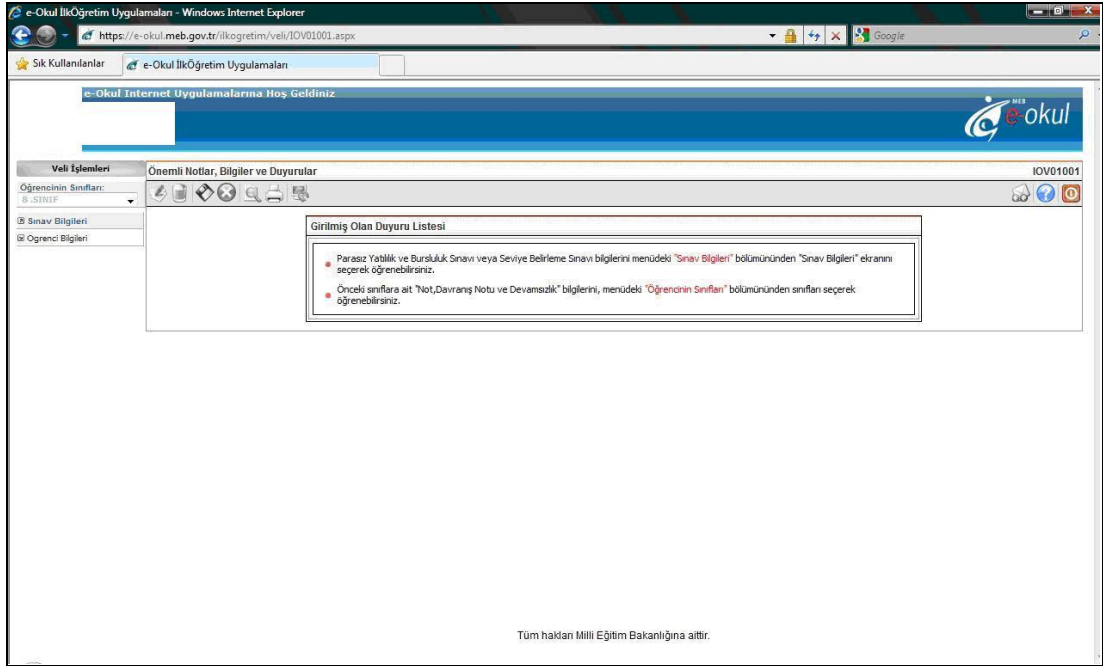 e-Okul İlkÖğretim Uygulamaları - Windows Internet Explorer
https://e-okul.meb.gov.tr/ilkogretim/veli/IOV01001.aspx
Google
Sık Kullanılanlar
e-Okul İlkÖğretim Uygulamaları
e-Okul Internet Uygulamalarına Hoş Geldiniz
MEB
e-okul
Veli İşlemleri
Önemli Notlar, Bilgiler ve Duyurular
IOV01001
Öğrencinin Sınıfları:
8 .SINIF
Sınav Bilgileri
Ogrenci Bilgileri
Girilmiş Olan Duyuru Listesi
Parasız Yatılılık ve Bursluluk Sınavı veya Seviye Belirleme Sınavı bilgilerini menüdeki "Sınav Bilgileri" bölümününden "Sınav Bilgileri" ekranını
seçerek öğrenebilirsiniz.
Önceki sınıflara ait "Not,Davranış Notu ve Devamsızlık" bilgilerini, menüdeki "Öğrencinin Sınıfları" bölümününden sınıfları seçerek
öğrenebilirsiniz.
Tüm hakları Milli Eğitim Bakanlığına aittir.